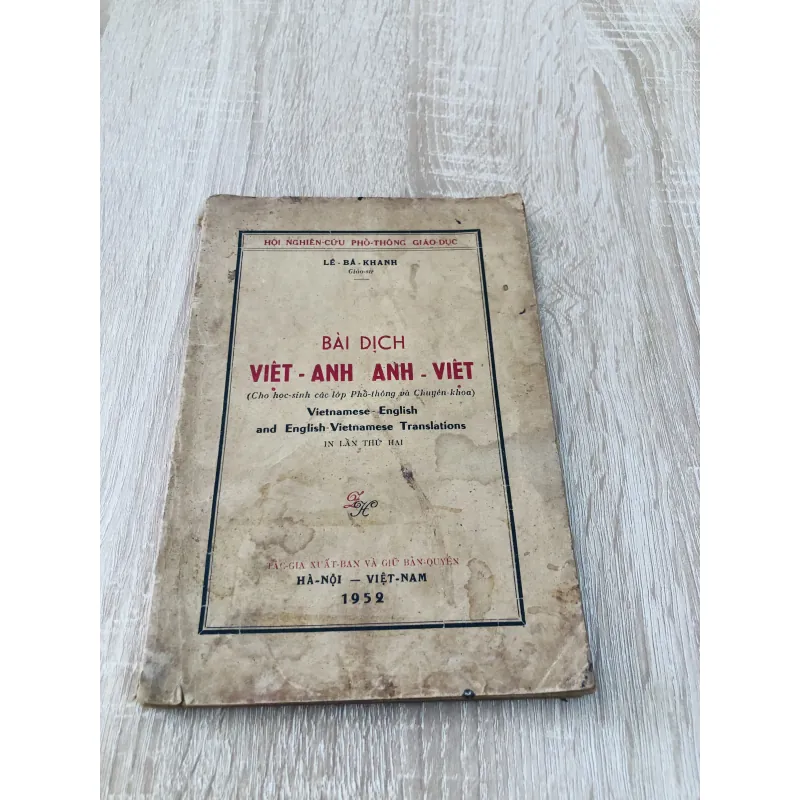 HỘI NGHIÊN-CỨU PHỔ-THÔNG GIÁO-DỤC
LÊ-BÁ-KHANH
Giáo-sư
BÀI DỊCH
VIỆT - ANH ANH - VIỆT
(Cho học-sinh các lớp Phổ-thông và Chuyên-khoa)
Vietnamese-English
and English-Vietnamese Translations
IN LẦN THỨ HAI
TÁC-GIẢ XUẤT-BẢN VÀ GIỮ BẢN-QUYỀN
HÀ-NỘI — VIỆT-NAM
1952